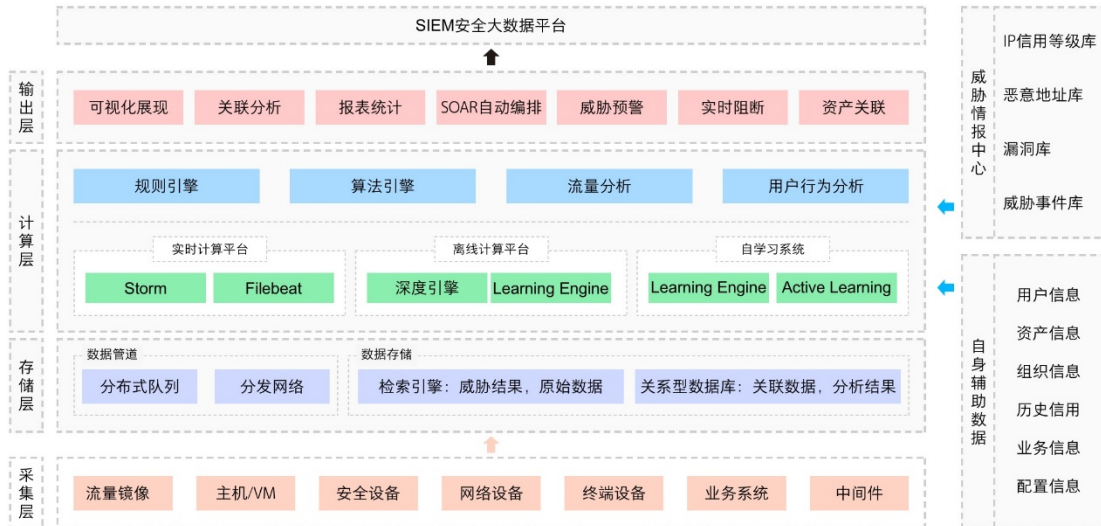 SIEM安全大数据平台
输出层
可视化展现
关联分析
报表统计
SOAR自动编排
威胁预警
实时阻断
资产关联
计算层
规则引擎
算法引擎
流量分析
用户行为分析
实时计算平台
Storm
Filebeat
离线计算平台
深度引擎
Learning Engine
自学习系统
Learning Engine
Active Learning
存储层
数据管道
分布式队列
分发网络
数据存储
检索引擎：威胁结果，原始数据
关系型数据库：关联数据，分析结果
采集层
流量镜像
主机/VM
安全设备
网络设备
终端设备
业务系统
中间件
威胁情报中心
IP信用等级库
恶意地址库
漏洞库
威胁事件库
自身辅助数据
用户信息
资产信息
组织信息
历史信用
业务信息
配置信息